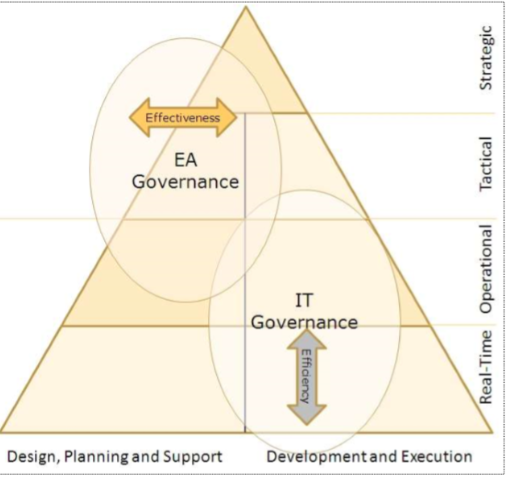 Strategic
Effectiveness
EA
Governance
Tactical
Operational
IT
Governance
Efficiency
Real-Time
Design, Planning and Support
Development and Execution